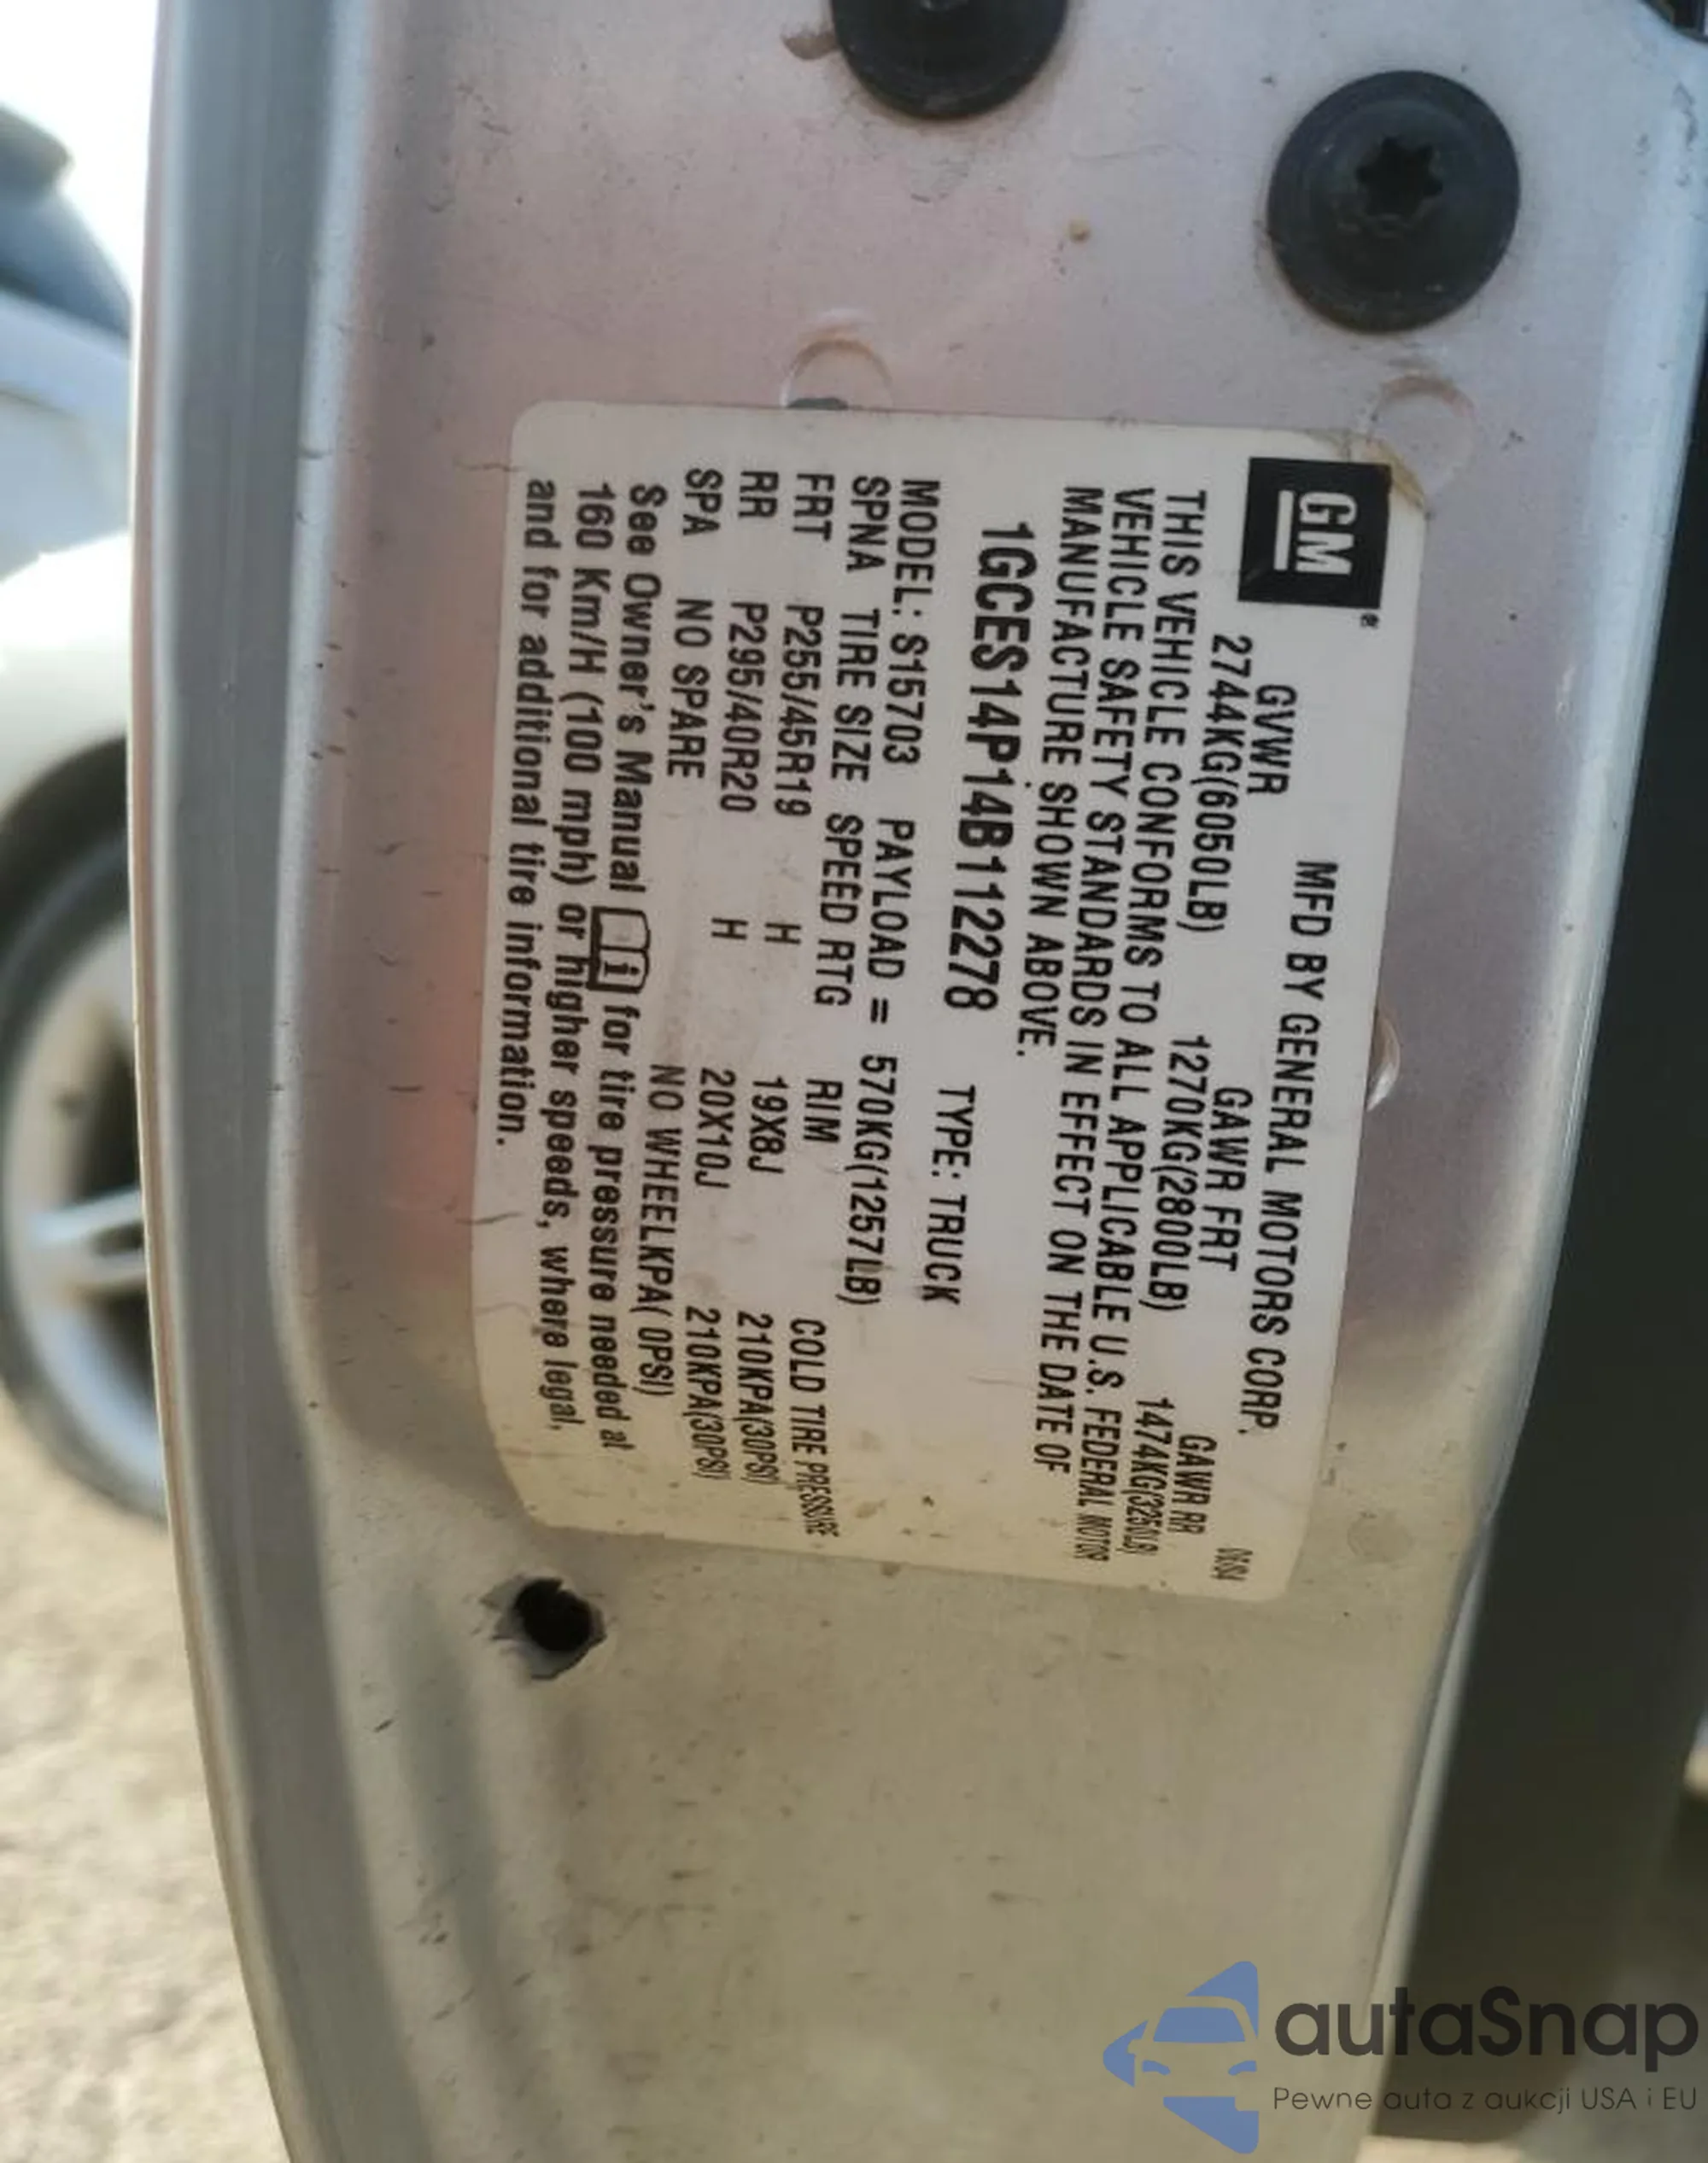 GM®
MFD BY GENERAL MOTORS CORP.
GVWR GAWR FRT GAWR RR
2744KG(6050LB) 1270KG(2800LB) 1474KG(3250LB)
THIS VEHICLE CONFORMS TO ALL APPLICABLE U.S. FEDERAL MOTOR
VEHICLE SAFETY STANDARDS IN EFFECT ON THE DATE OF
MANUFACTURE SHOWN ABOVE.
1GCES14P14B112278 TYPE: TRUCK
MODEL: S15703 PAYLOAD = 570KG(1257LB)
SPNA TIRE SIZE SPEED RTG RIM COLD TIRE PRESSURE
FRT P255/45R19 H 19X8J 210KPA(30PSI)
RR P295/40R20 H 20X10J 210KPA(30PSI)
SPA NO SPARE NO WHEELKPA( 0PSI)
See Owner's Manual i for tire pressure needed at
160 Km/H (100 mph) or higher speeds, where legal,
and for additional tire information.
autaSnap
Pewne auta z aukcji USA i EU